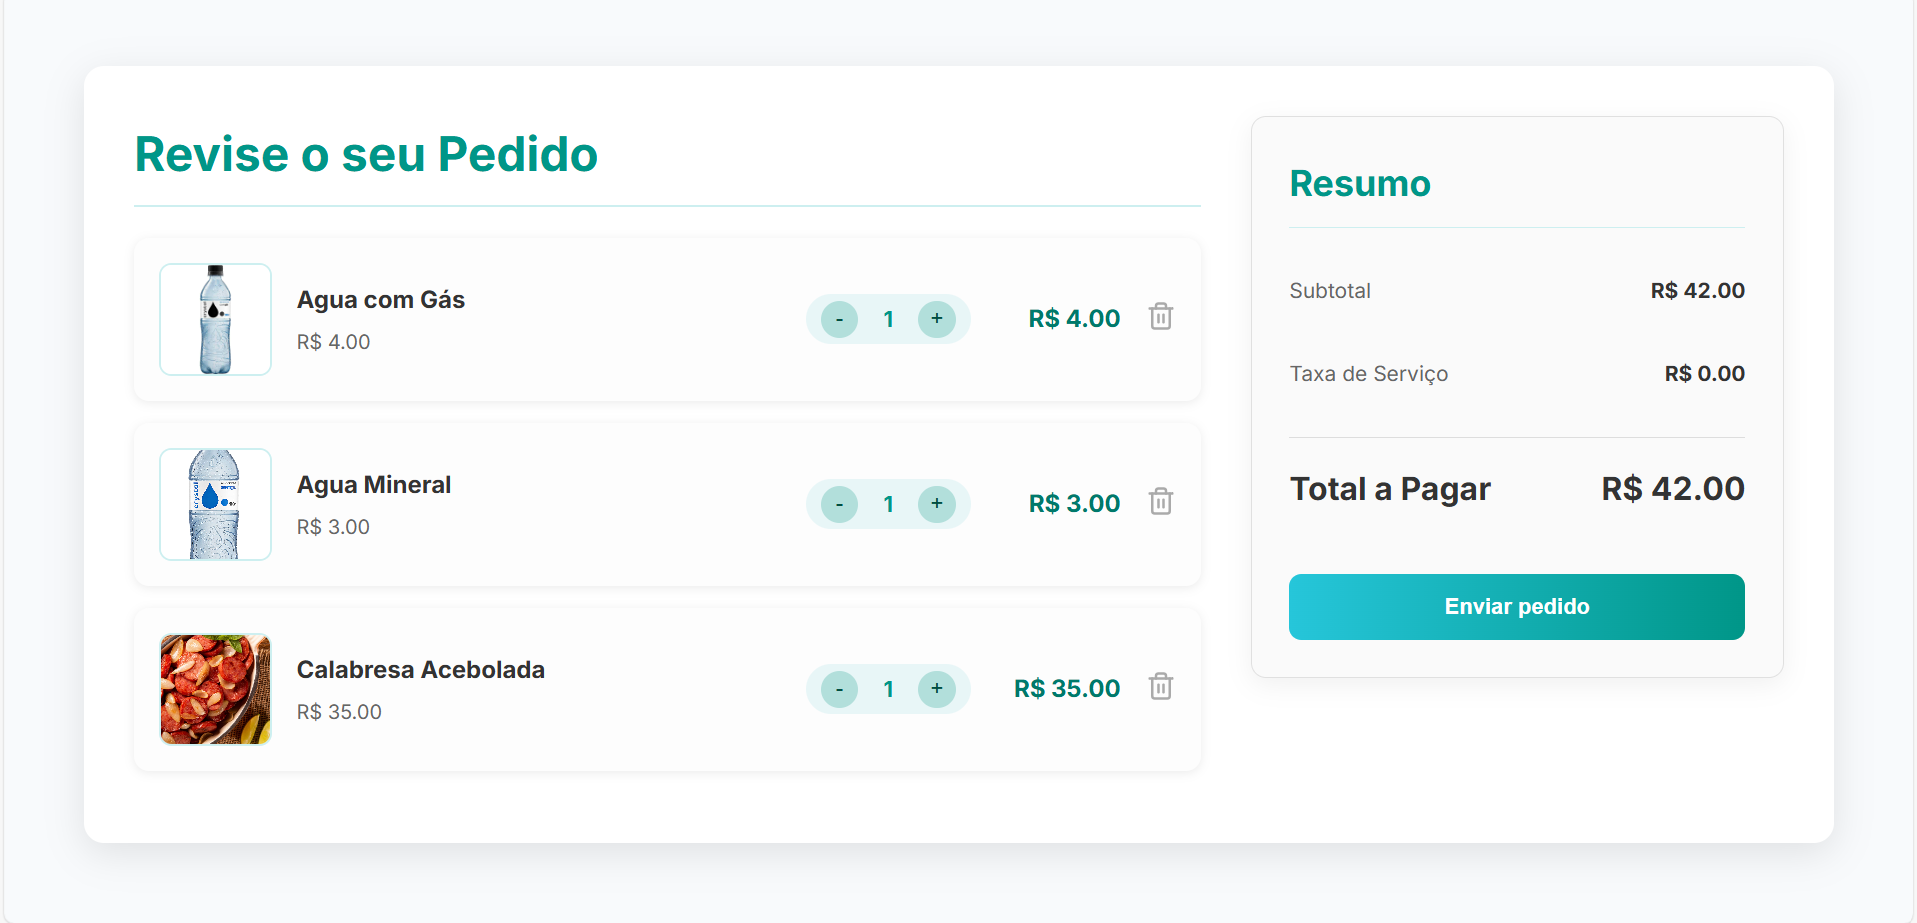 Revise o seu Pedido
Agua com Gás
R$ 4.00
- 1 +
R$ 4.00
crystal
Agua Mineral
R$ 3.00
- 1 +
R$ 3.00
Calabresa Acebolada
R$ 35.00
- 1 +
R$ 35.00
Resumo
Subtotal R$ 42.00
Taxa de Serviço R$ 0.00
Total a Pagar R$ 42.00
Enviar pedido